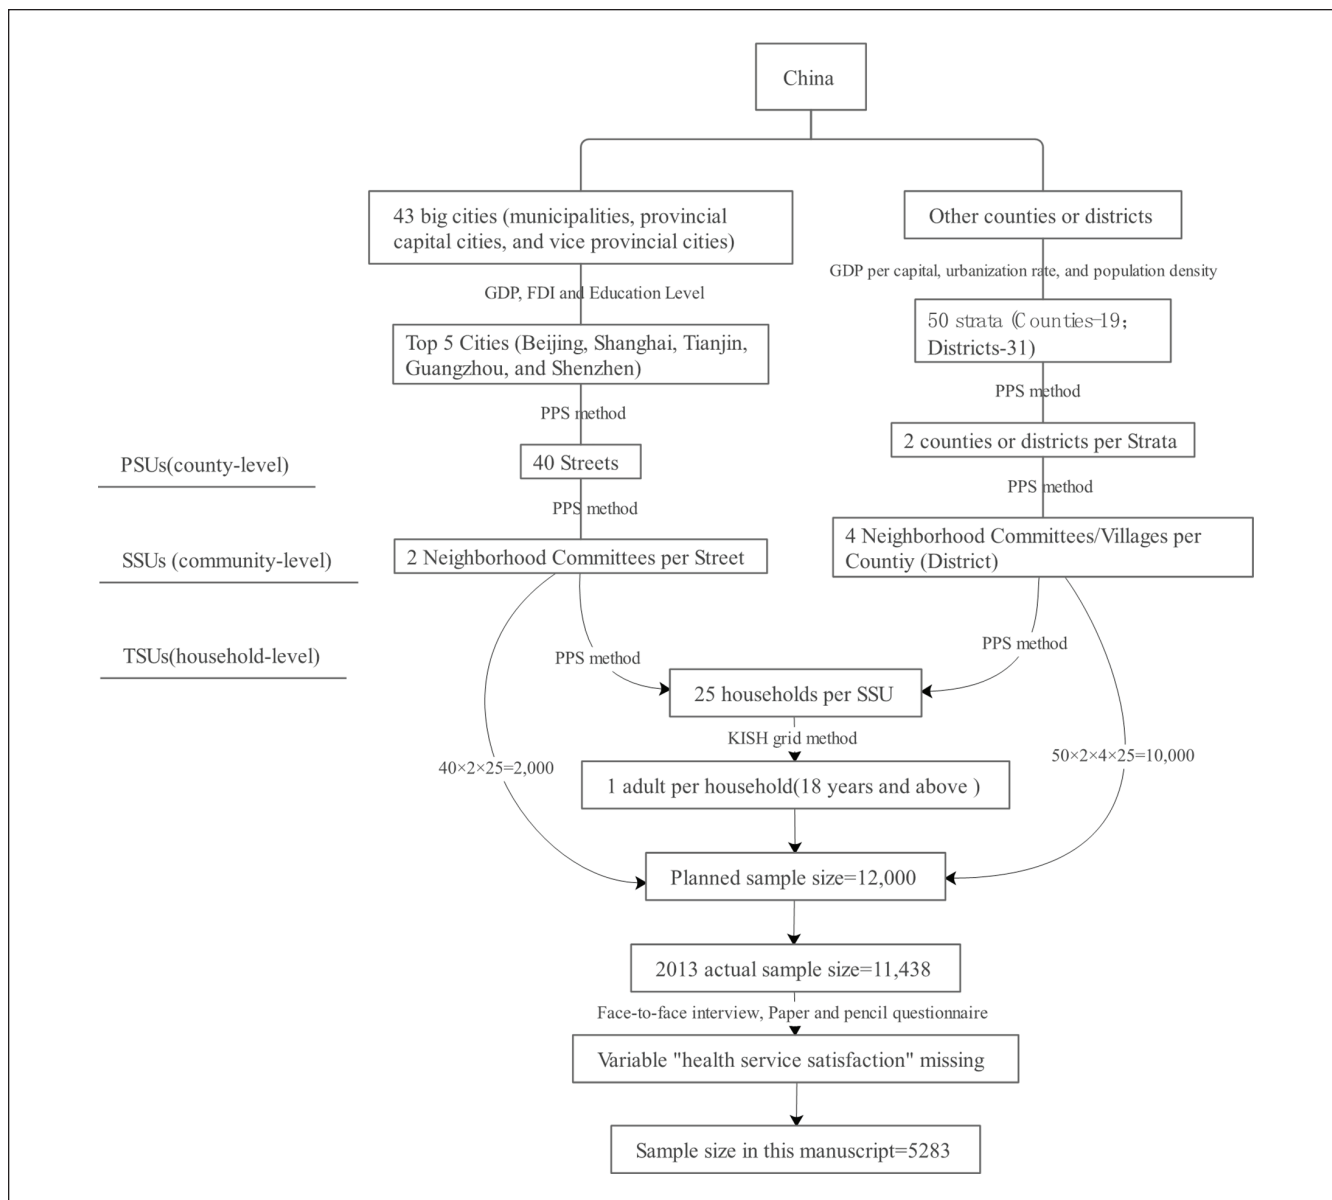 China
43 big cities (municipalities, provincial
capital cities, and vice provincial cities)
Other counties or districts
GDP, FDI and Education Level
GDP per capital, urbanization rate, and population density
Top 5 Cities (Beijing, Shanghai, Tianjin,
Guangzhou, and Shenzhen)
50 strata (Counties-19;
Districts-31)
PPS method
PPS method
PSUs(county-level)
40 Streets
2 counties or districts per Strata
PPS method
PPS method
SSUs (community-level)
2 Neighborhood Committees per Street
4 Neighborhood Committees/Villages per
Countiy (District)
TSUs(household-level)
PPS method
PPS method
25 households per SSU
KISH grid method
40×2×25=2,000
50×2×4×25=10,000
1 adult per household(18 years and above )
Planned sample size=12,000
2013 actual sample size=11,438
Face-to-face interview, Paper and pencil questionnaire
Variable "health service satisfaction" missing
Sample size in this manuscript=5283